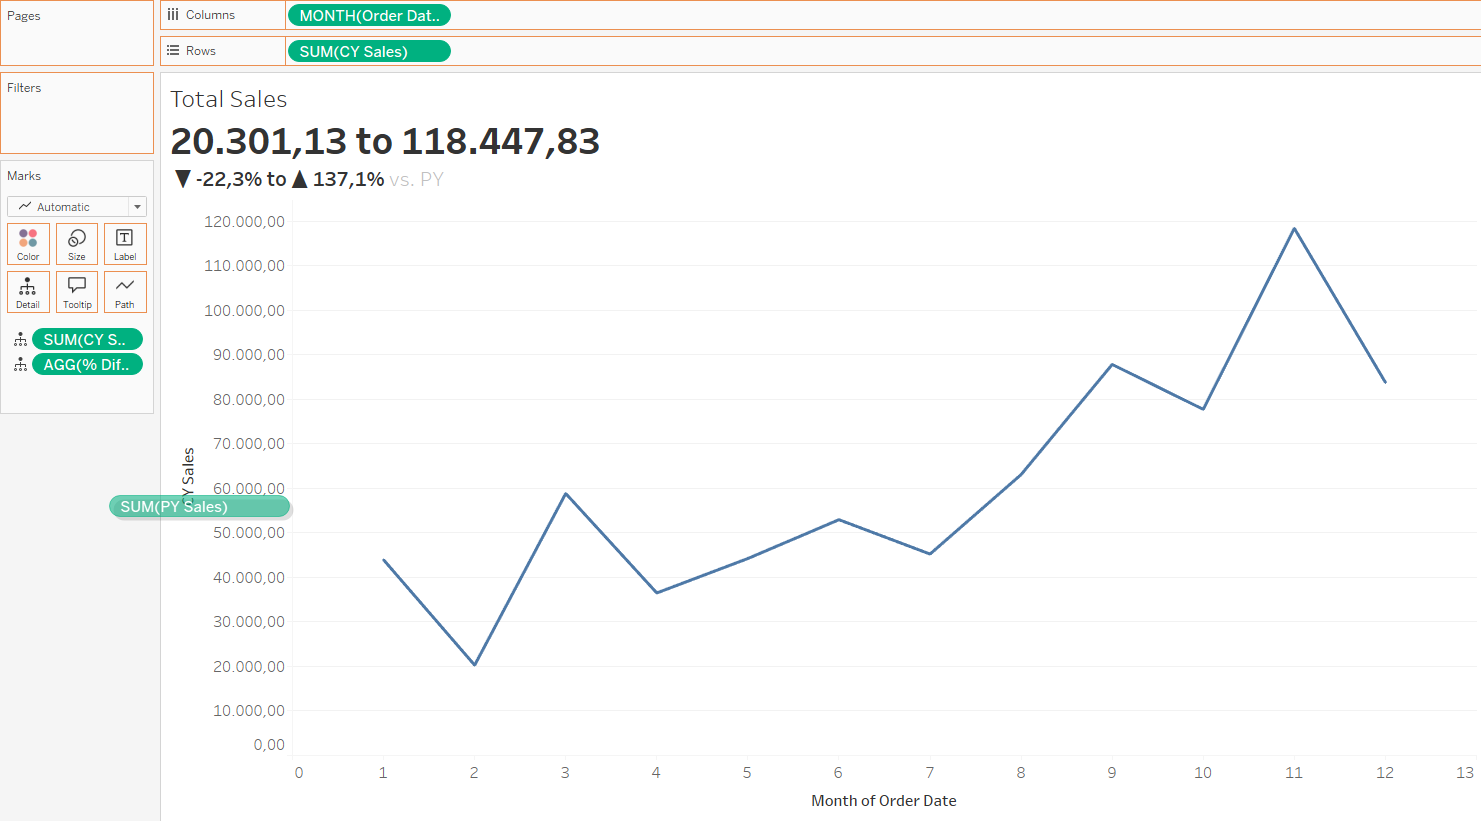 Pages
Columns
MONTH(Order Dat..
Rows
SUM(CY Sales)
Filters
Marks
Automatic
Color
Size
Label
Detail
Tooltip
Path
SUM(CY S..
AGG(% Dif..
Total Sales
20.301,13 to 118.447,83
▼ -22,3% to ▲ 137,1% vs. PY
120.000,00
110.000,00
100.000,00
90.000,00
80.000,00
70.000,00
60.000,00
50.000,00
40.000,00
30.000,00
20.000,00
10.000,00
0,00
Y Sales
SUM(PY Sales)
0 1 2 3 4 5 6 7 8 9 10 11 12 13
Month of Order Date